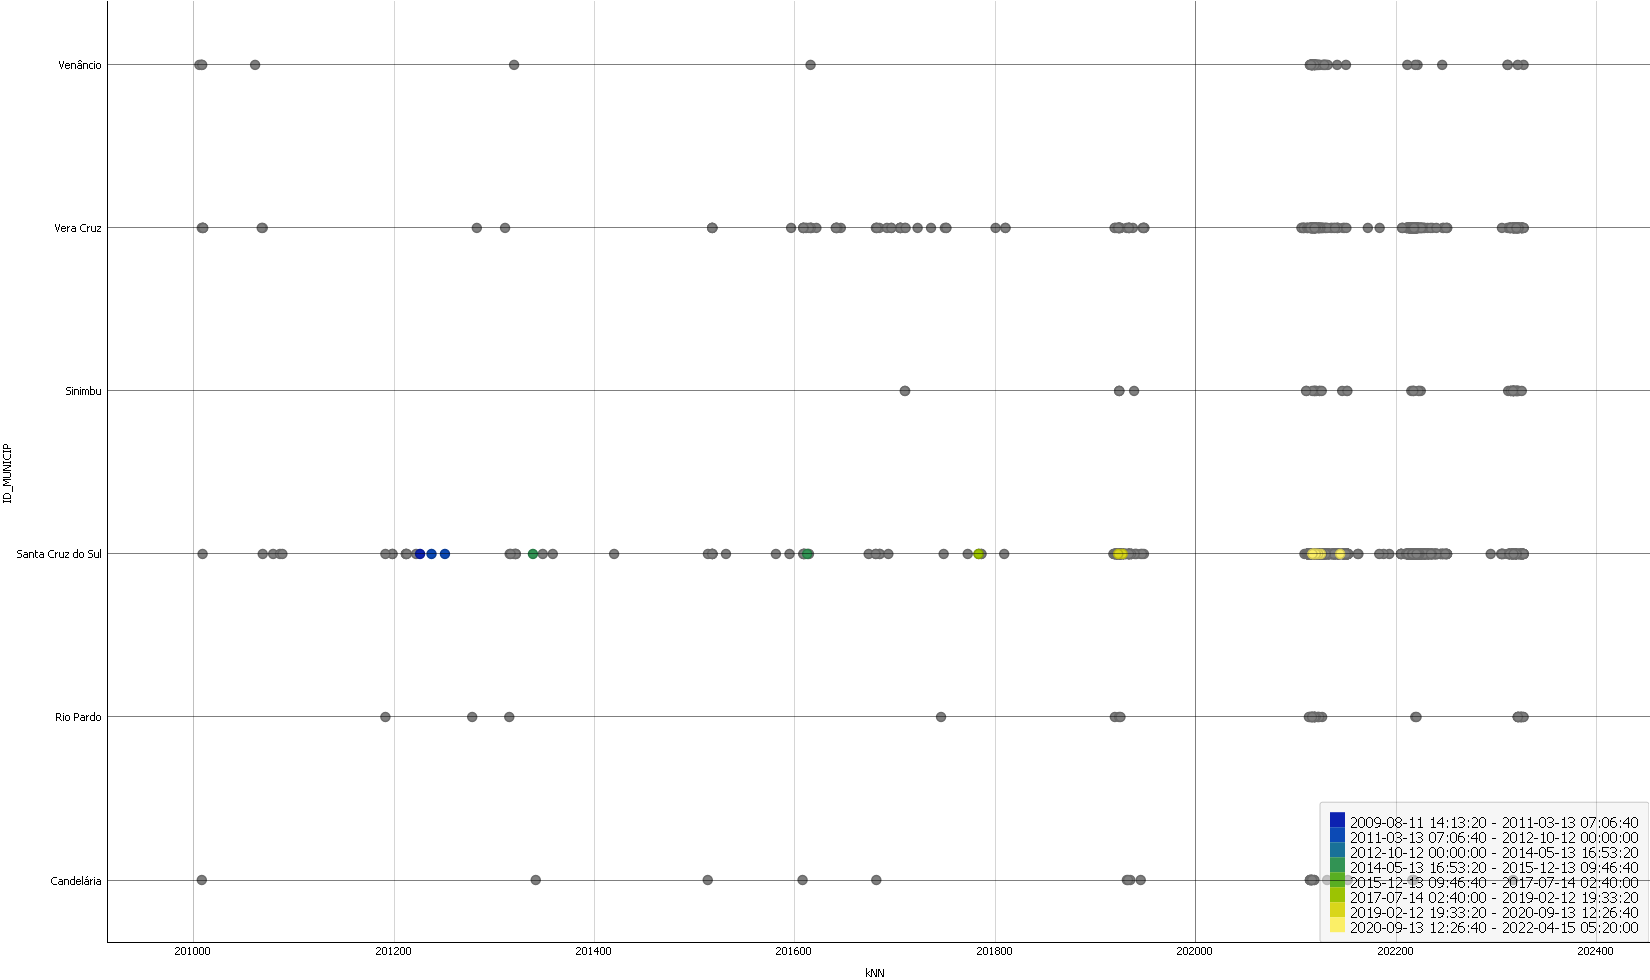 Venâncio
Vera Cruz
Sinimbu
ID_MUNICIP
Santa Cruz do Sul
Rio Pardo
Candelária
2009-08-11 14:13:20 - 2011-03-13 07:06:40
2011-03-13 07:06:40 - 2012-10-12 00:00:00
2012-10-12 00:00:00 - 2014-05-13 16:53:20
2014-05-13 16:53:20 - 2015-12-13 09:46:40
2015-12-13 09:46:40 - 2017-07-14 02:40:00
2017-07-14 02:40:00 - 2019-02-12 19:33:20
2019-02-12 19:33:20 - 2020-09-13 12:26:40
2020-09-13 12:26:40 - 2022-04-15 05:20:00
201000 201200 201400 201600 201800 202000 202200 202400
kNN